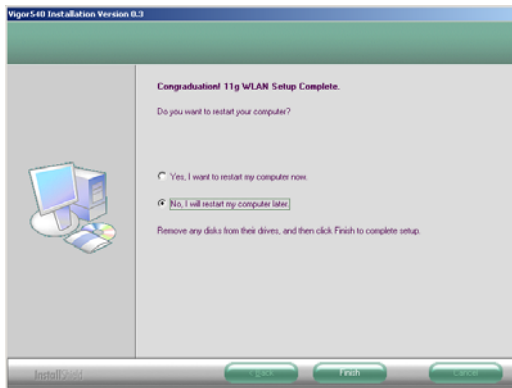 Vigor540 Installation Version 0.3
Congraduation! 11g WLAN Setup Complete.
Do you want to restart your computer?
Yes, I want to restart my computer now.
No, I will restart my computer later.
Remove any disks from their drives, and then click Finish to complete setup.
InstallShield
< Back
Finish
Cancel